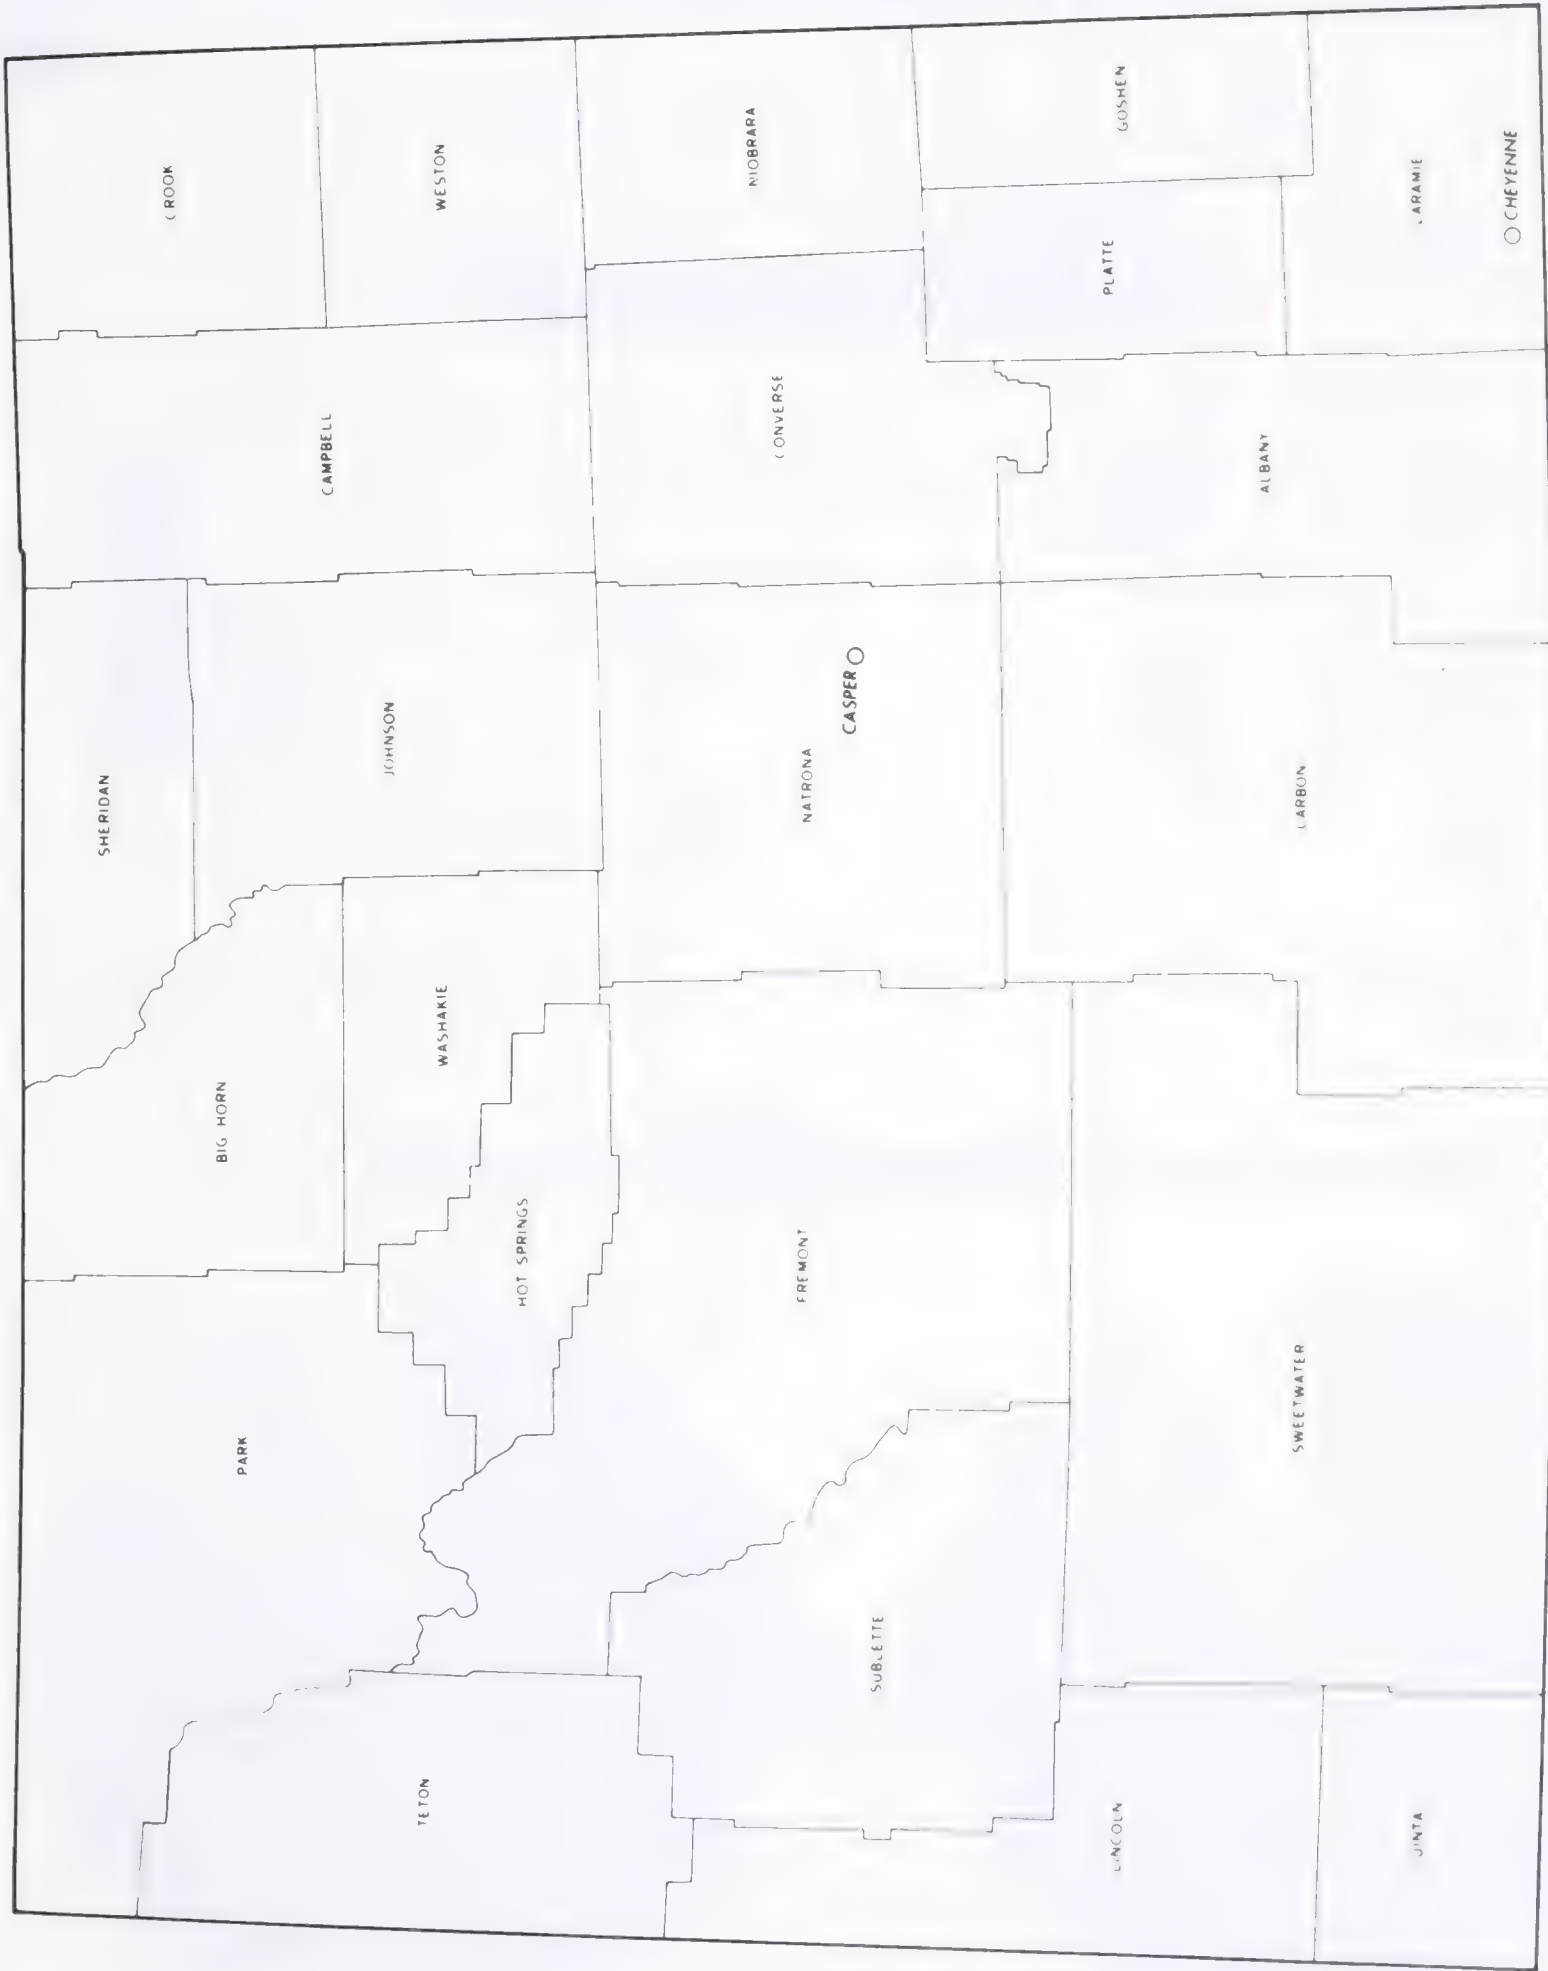 PARK
BIG HORN
SHERIDAN
CAMPBELL
CROOK
TETON
HOT SPRINGS
WASHAKIE
JOHNSON
WESTON
SUBLETTE
FREMONT
NATRONA
CASPER
CONVERSE
NIOBRARA
LINCOLN
SWEETWATER
CARBON
ALBANY
PLATTE
GOSHEN
UINTA
LARAMIE
CHEYENNE